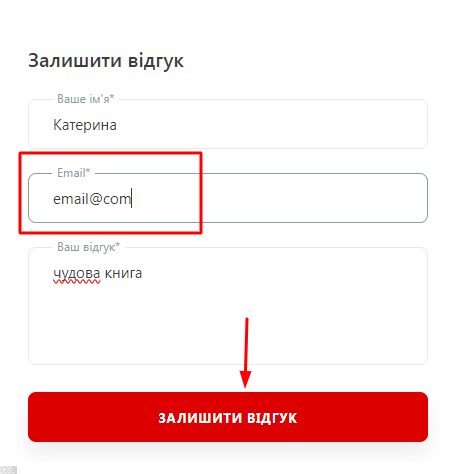 Залишити відгук
Ваше ім'я*
Катерина
Email*
email@com
Ваш відгук*
чудова книга
ЗАЛИШИТИ ВІДГУК